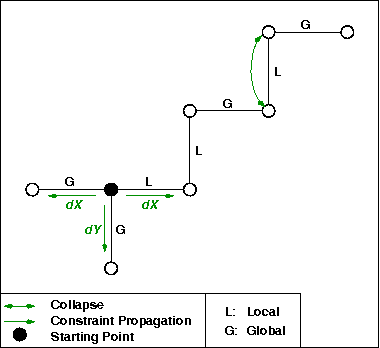 G
L
G
L
G
L
dX
dX
dY
G
Collapse
Constraint Propagation
Starting Point
L: Local
G: Global